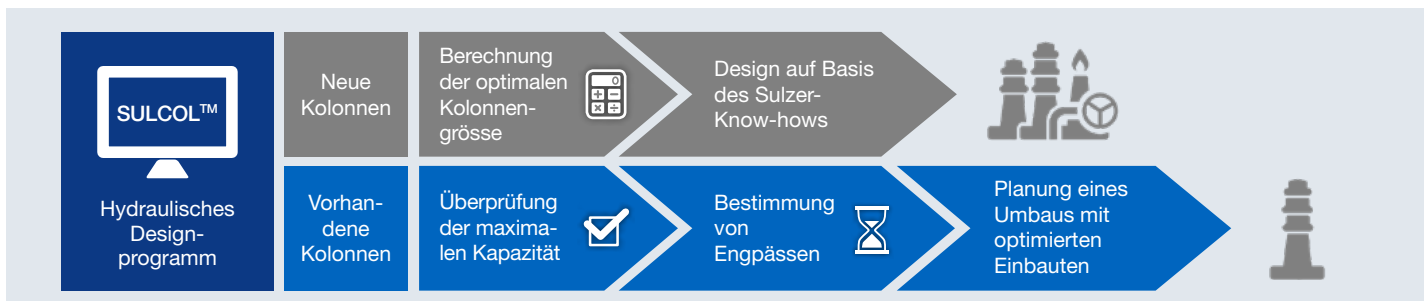 SULCOL™
Hydraulisches
Design-
programm
Neue
Kolonnen
Berechnung
der optimalen
Kolonnen-
grösse
Design auf Basis
des Sulzer-
Know-hows
Vorhan-
dene
Kolonnen
Überprüfung
der maxima-
len Kapazität
Bestimmung
von
Engpässen
Planung eines
Umbaus mit
optimierten
Einbauten